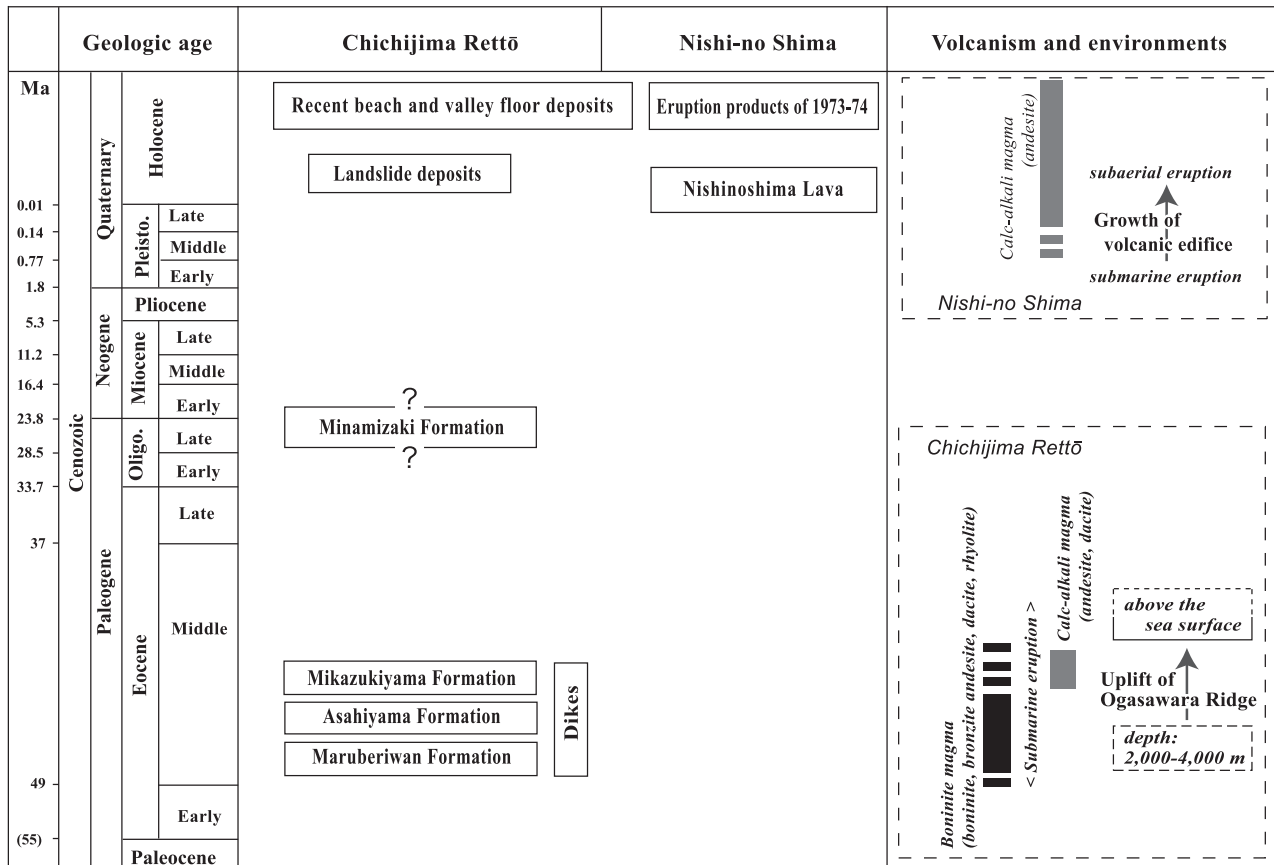 Geologic age
Chichijima Rettō
Nishi-no Shima
Volcanism and environments
Ma
0.01
0.14
0.77
1.8
5.3
11.2
16.4
23.8
28.5
33.7
37
49
(55)
Cenozoic
Quaternary
Neogene
Paleogene
Holocene
Pleisto.
Late
Middle
Early
Pliocene
Miocene
Late
Middle
Early
Oligo.
Late
Early
Eocene
Late
Middle
Early
Paleocene
Recent beach and valley floor deposits
Landslide deposits
?
Minamizaki Formation
?
Mikazukiyama Formation
Asahiyama Formation
Maruberiwan Formation
Dikes
Eruption products of 1973-74
Nishinoshima Lava
Calc-alkali magma
(andesite)
subaerial eruption
Growth of
volcanic edifice
submarine eruption
Nishi-no Shima
Chichijima Rettō
Boninite magma
(boninite, bronzite andesite, dacite, rhyolite)
< Submarine eruption >
Calc-alkali magma
(andesite, dacite)
above the
sea surface
Uplift of
Ogasawara Ridge
depth:
2,000-4,000 m